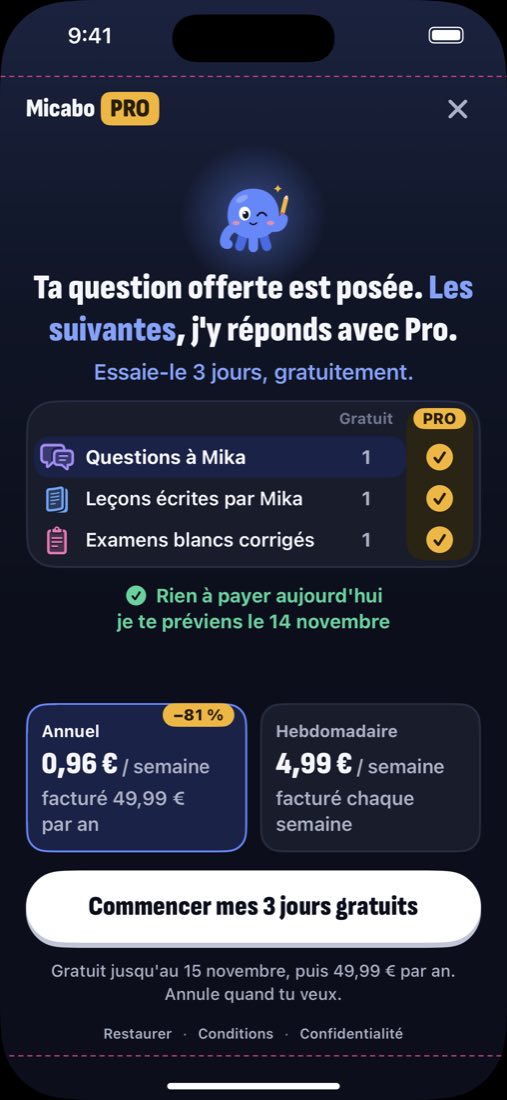 9:41
Micabo PRO
Ta question offerte est posée. Les
suivantes, j'y réponds avec Pro.
Essaie-le 3 jours, gratuitement.
Gratuit PRO
Questions à Mika 1
Leçons écrites par Mika 1
Examens blancs corrigés 1
Rien à payer aujourd'hui
je te préviens le 14 novembre
−81 %
Annuel
0,96 € / semaine
facturé 49,99 €
par an
Hebdomadaire
4,99 € / semaine
facturé chaque
semaine
Commencer mes 3 jours gratuits
Gratuit jusqu'au 15 novembre, puis 49,99 € par an.
Annule quand tu veux.
Restaurer · Conditions · Confidentialité